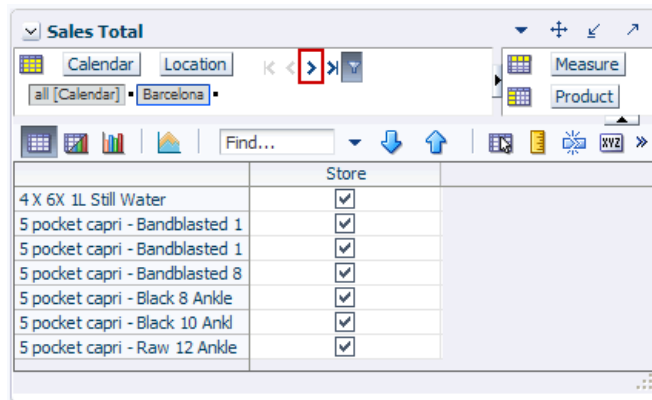 Sales Total
Calendar Location Measure
all [Calendar] Barcelona Product
Find... XYZ »
Store
4 X 6X 1L Still Water
5 pocket capri - Bandblasted 1
5 pocket capri - Bandblasted 1
5 pocket capri - Bandblasted 8
5 pocket capri - Black 8 Ankle
5 pocket capri - Black 10 Ankl
5 pocket capri - Raw 12 Ankle